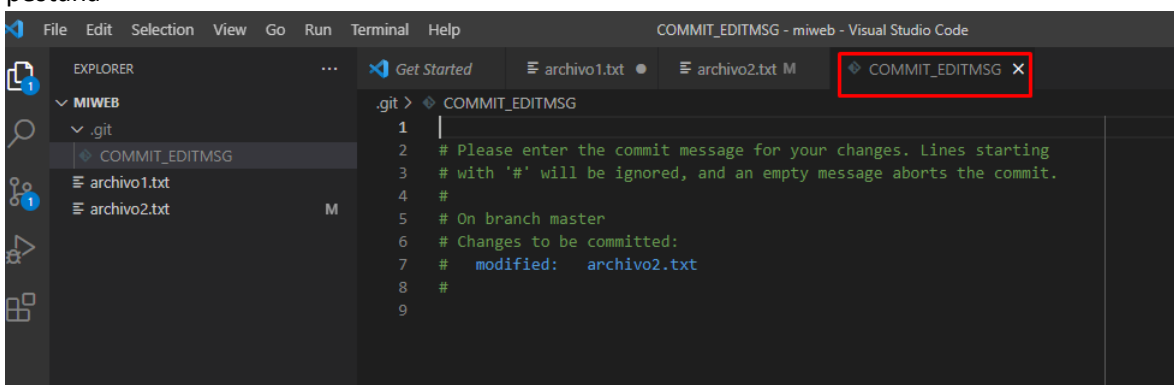 pestaña
File Edit Selection View Go Run Terminal Help COMMIT_EDITMSG - miweb - Visual Studio Code
EXPLORER ... Get Started archivo1.txt ● archivo2.txt M COMMIT_EDITMSG ×
1
MIWEB
.git > COMMIT_EDITMSG
.git
1
COMMIT_EDITMSG
2 # Please enter the commit message for your changes. Lines starting
archivo1.txt
3 # with '#' will be ignored, and an empty message aborts the commit.
1
archivo2.txt M
4 #
5 # On branch master
6 # Changes to be committed:
7 # modified: archivo2.txt
8 #
9